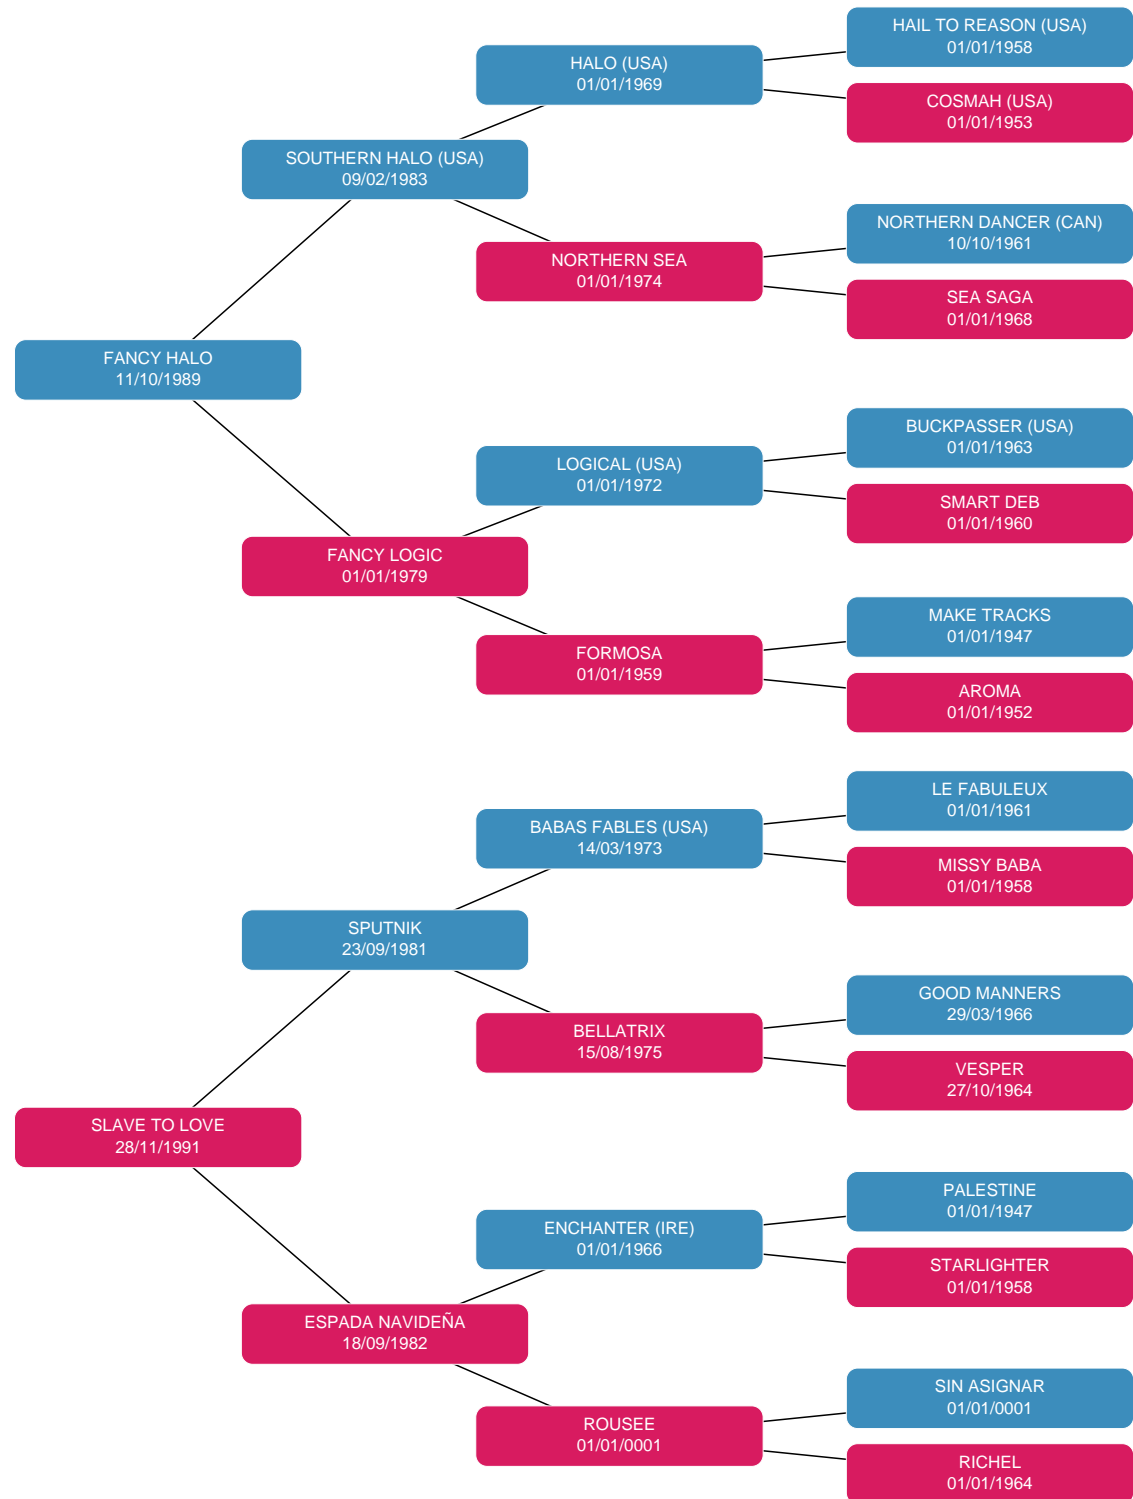 HAIL TO REASON (USA)
01/01/1958
HALO (USA)
01/01/1969
COSMAH (USA)
01/01/1953
SOUTHERN HALO (USA)
09/02/1983
NORTHERN DANCER (CAN)
10/10/1961
NORTHERN SEA
01/01/1974
SEA SAGA
01/01/1968
FANCY HALO
11/10/1989
BUCKPASSER (USA)
01/01/1963
LOGICAL (USA)
01/01/1972
SMART DEB
01/01/1960
FANCY LOGIC
01/01/1979
MAKE TRACKS
01/01/1947
FORMOSA
01/01/1959
AROMA
01/01/1952
LE FABULEUX
01/01/1961
BABAS FABLES (USA)
14/03/1973
MISSY BABA
01/01/1958
SPUTNIK
23/09/1981
GOOD MANNERS
29/03/1966
BELLATRIX
15/08/1975
VESPER
27/10/1964
SLAVE TO LOVE
28/11/1991
PALESTINE
01/01/1947
ENCHANTER (IRE)
01/01/1966
STARLIGHTER
01/01/1958
ESPADA NAVIDEÑA
18/09/1982
SIN ASIGNAR
01/01/0001
ROUSEE
01/01/0001
RICHEL
01/01/1964